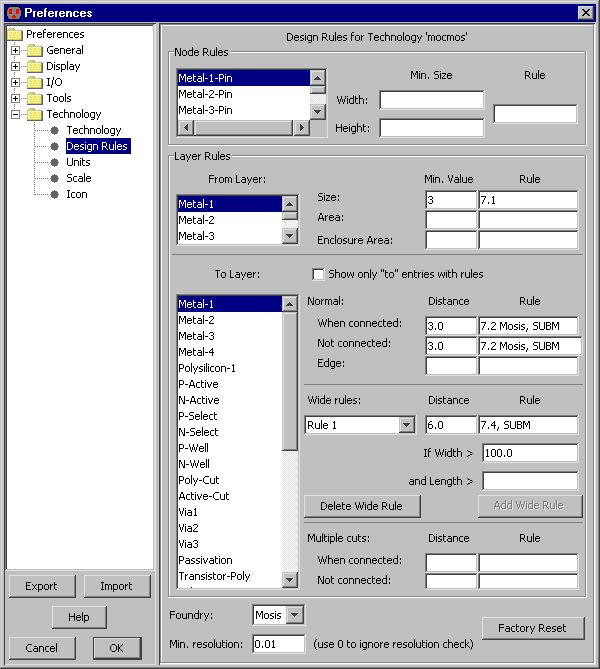 Preferences
Preferences
General
Display
I/O
Tools
Technology
Technology
Design Rules
Units
Scale
Icon
Export Import
Help
Cancel OK
Design Rules for Technology 'mocmos'
Node Rules
Metal-1-Pin
Metal-2-Pin
Metal-3-Pin
Min. Size Rule
Width:
Height:
Layer Rules
From Layer:
Metal-1
Metal-2
Metal-3
Min. Value Rule
Size: 3 7.1
Area:
Enclosure Area:
To Layer:
Show only "to" entries with rules
Metal-1
Metal-2
Metal-3
Metal-4
Polysilicon-1
P-Active
N-Active
P-Select
N-Select
P-Well
N-Well
Poly-Cut
Active-Cut
Via1
Via2
Via3
Passivation
Transistor-Poly
Normal: Distance Rule
When connected: 3.0 7.2 Mosis, SUBM
Not connected: 3.0 7.2 Mosis, SUBM
Edge:
Wide rules: Distance Rule
Rule 1 6.0 7.4, SUBM
If Width > 100.0
and Length >
Delete Wide Rule Add Wide Rule
Multiple cuts: Distance Rule
When connected:
Not connected:
Foundry: Mosis
Factory Reset
Min. resolution: 0.01 (use 0 to ignore resolution check)